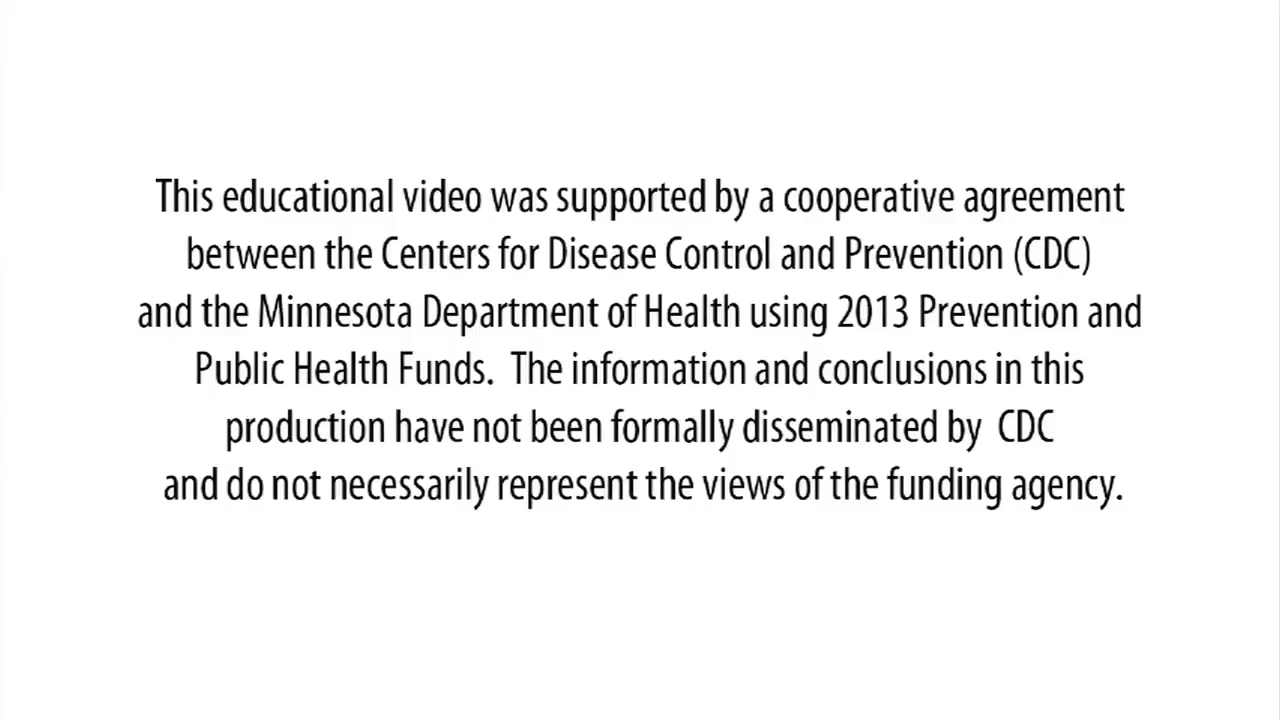 This educational video was supported by a cooperative agreement
between the Centers for Disease Control and Prevention (CDC)
and the Minnesota Department of Health using 2013 Prevention and
Public Health Funds.  The information and conclusions in this
production have not been formally disseminated by  CDC
and do not necessarily represent the views of the funding agency.